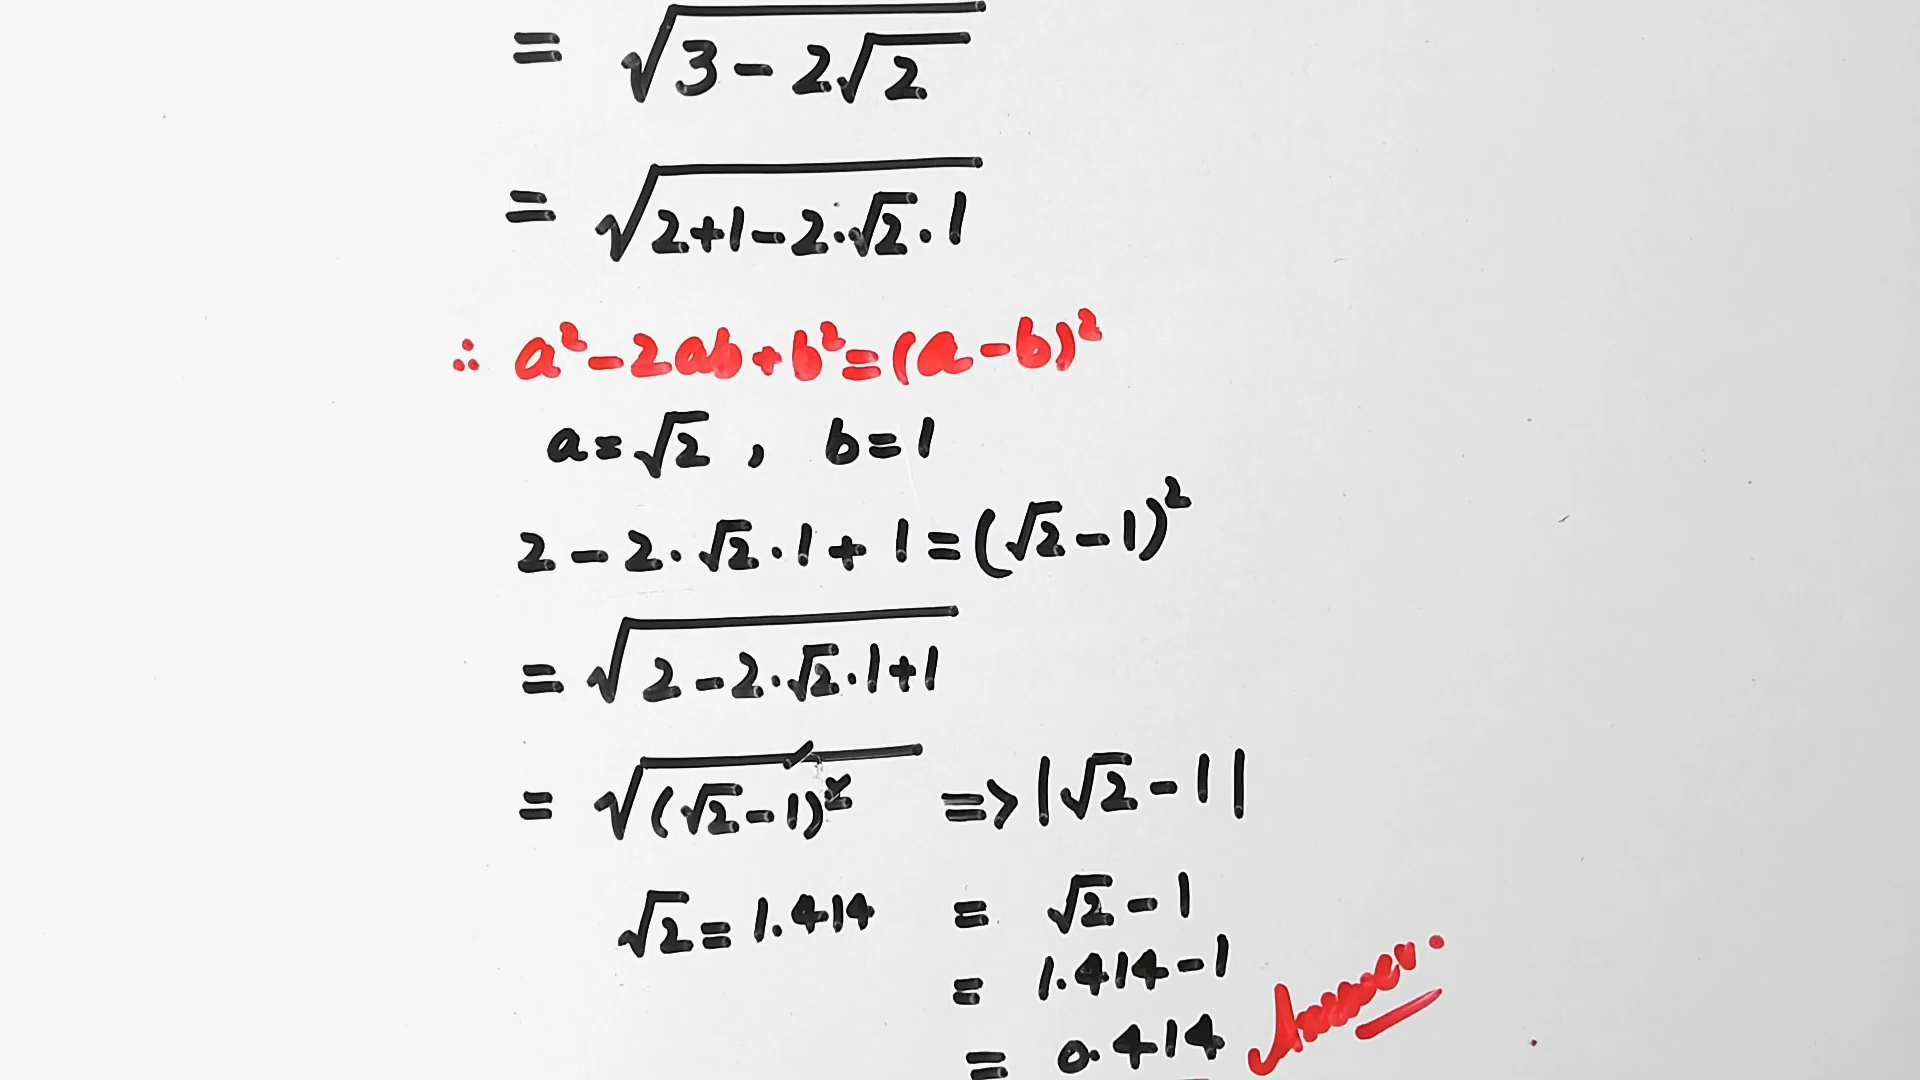 = √(3-2√2)
= √(2+1-2·√2·1)
∴ a²-2ab+b²=(a-b)²
a=√2 , b=1
2-2·√2·1+1=(√2-1)²
= √(2-2·√2·1+1)
= √((√2-1)²) => |√2-1|
√2=1.414 = √2-1
= 1.414-1
= 0.414 Answer.